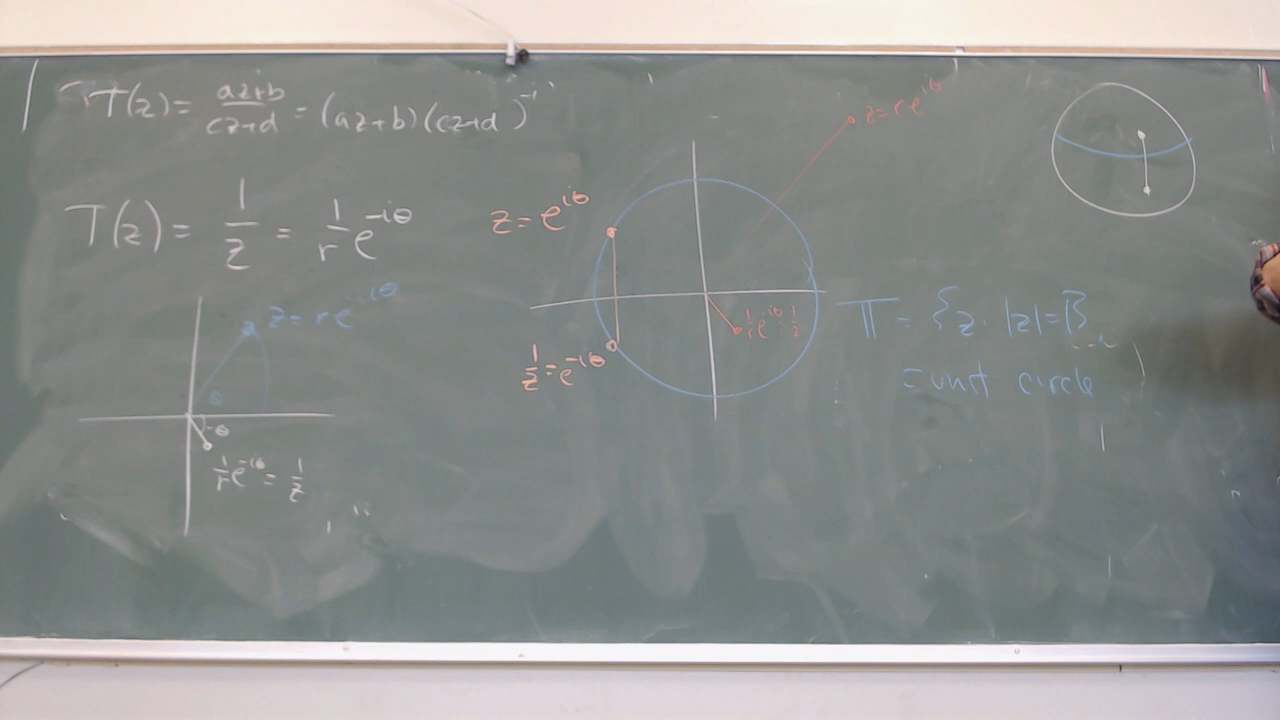 T(z) = az+b / cz+d = (az+b)(cz+d)⁻¹
T(z) = 1/z = 1/r e^{-iθ}
z = re^{iθ}
θ
-θ
1/r e^{-iθ} = 1/z
z = e^{iθ}
1/z = e^{-iθ}
z = re^{iθ}
1/r e^{-iθ} = 1/z
𝕋 = {z: |z|=1}
= unit circle